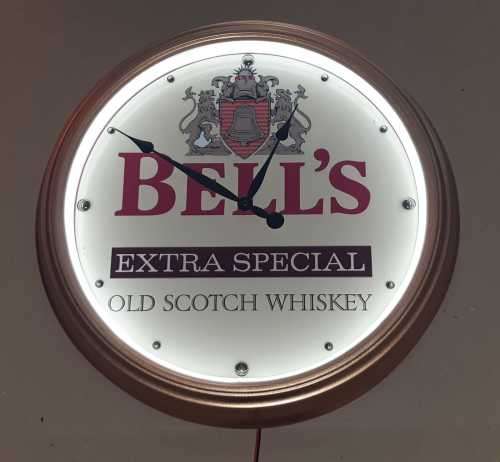 BELL'S
EXTRA SPECIAL
OLD SCOTCH WHISKEY